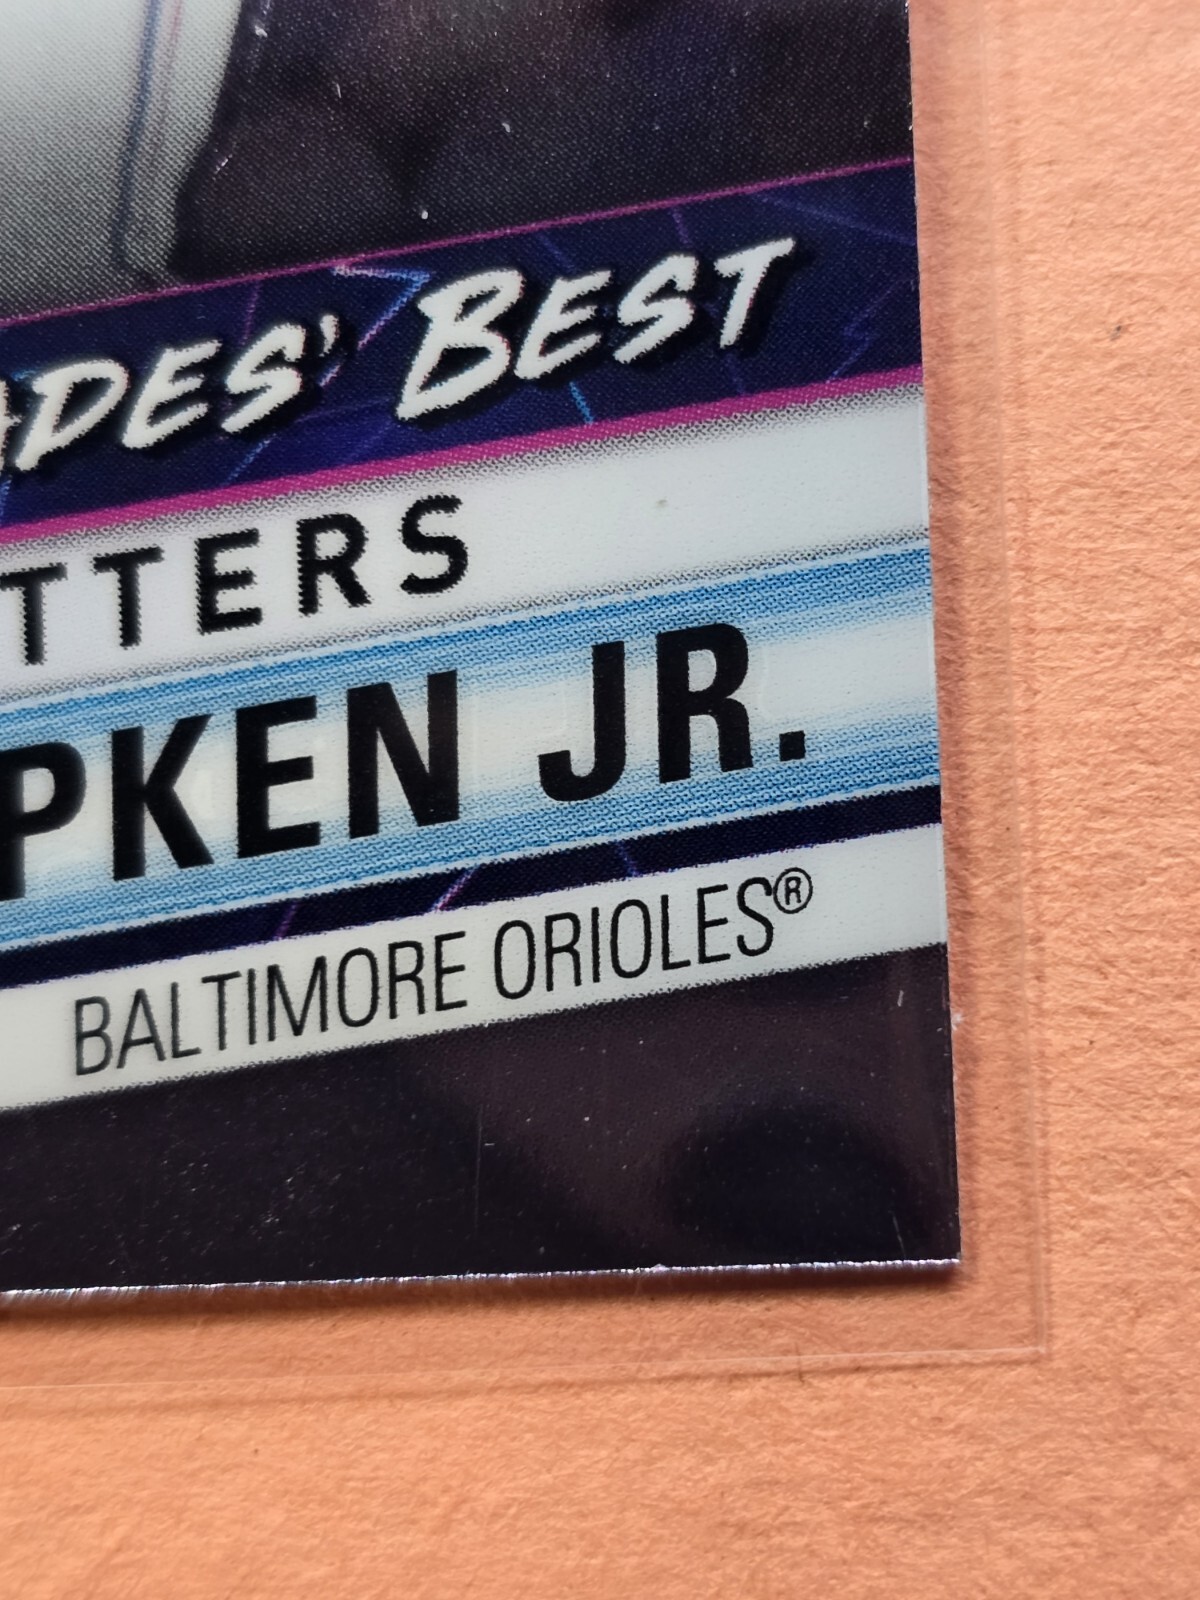 ADES' BEST
TTERS
PKEN JR.
BALTIMORE ORIOLES®